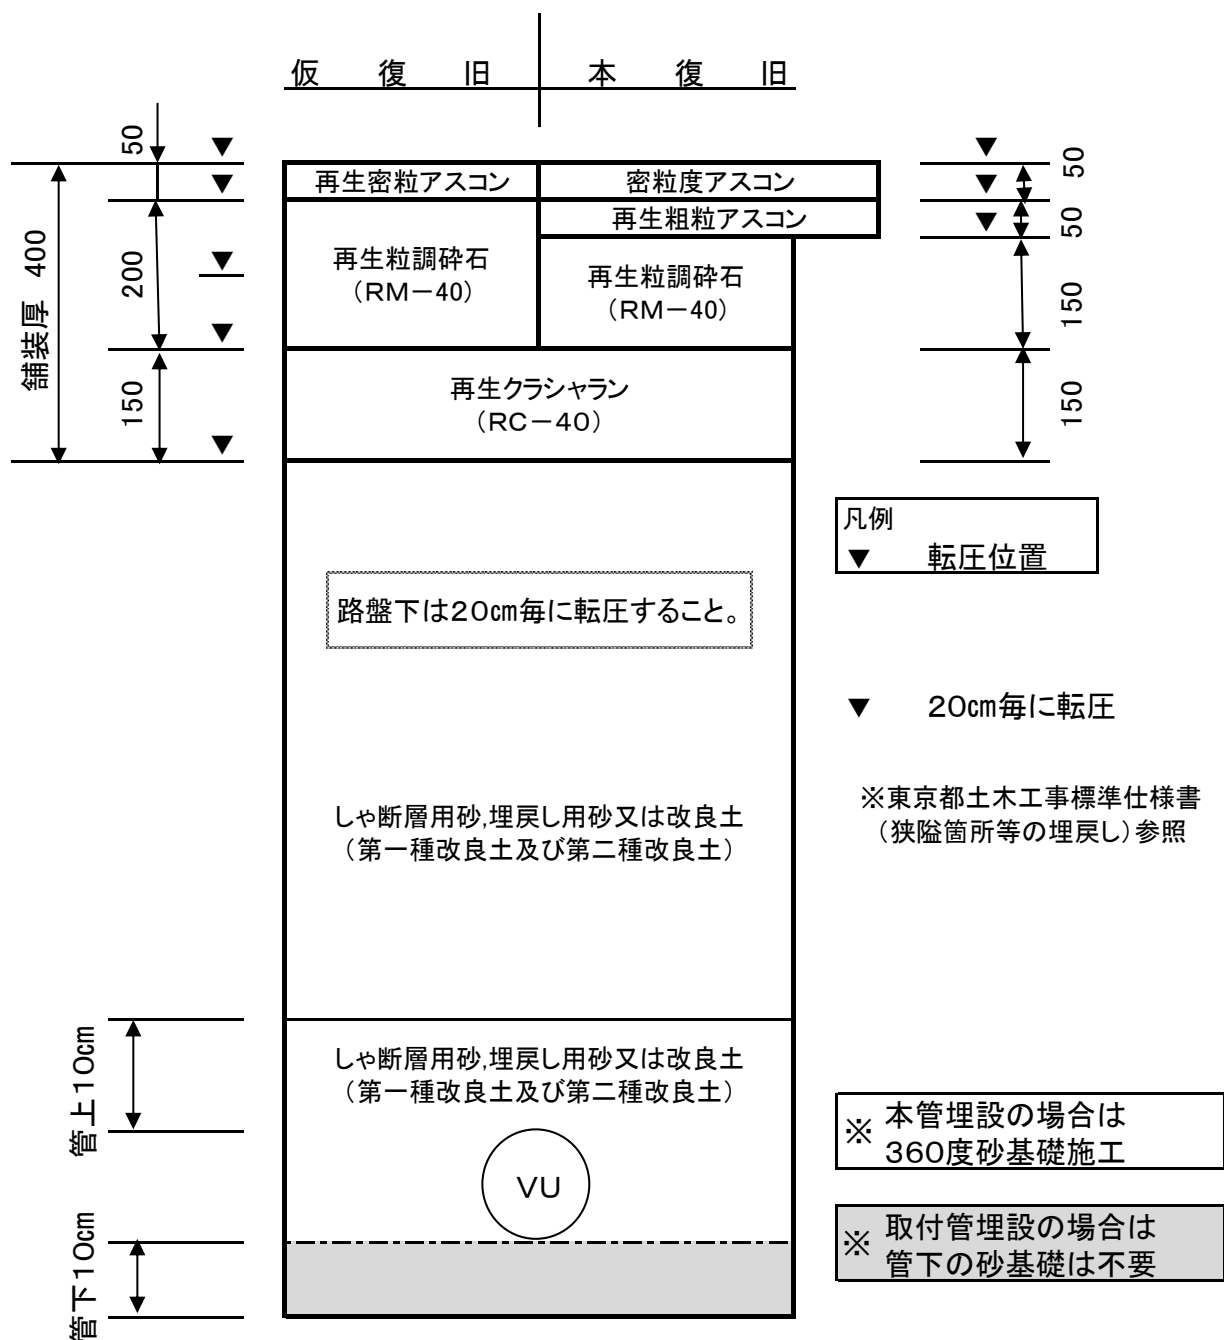 仮復旧 本復旧
50
舗装厚 400
200
150
再生密粒アスコン
密粒度アスコン
再生粗粒アスコン
再生粒調砕石
(RM-40)
再生粒調砕石
(RM-40)
再生クラシャラン
(RC-40)
50
50
150
150
凡例
▼ 転圧位置
路盤下は20㎝毎に転圧すること。
▼ 20㎝毎に転圧
しゃ断層用砂,埋戻し用砂又は改良土
(第一種改良土及び第二種改良土)
※東京都土木工事標準仕様書
(狭隘箇所等の埋戻し)参照
管上10㎝
しゃ断層用砂,埋戻し用砂又は改良土
(第一種改良土及び第二種改良土)
VU
※ 本管埋設の場合は
360度砂基礎施工
管下10㎝
※ 取付管埋設の場合は
管下の砂基礎は不要